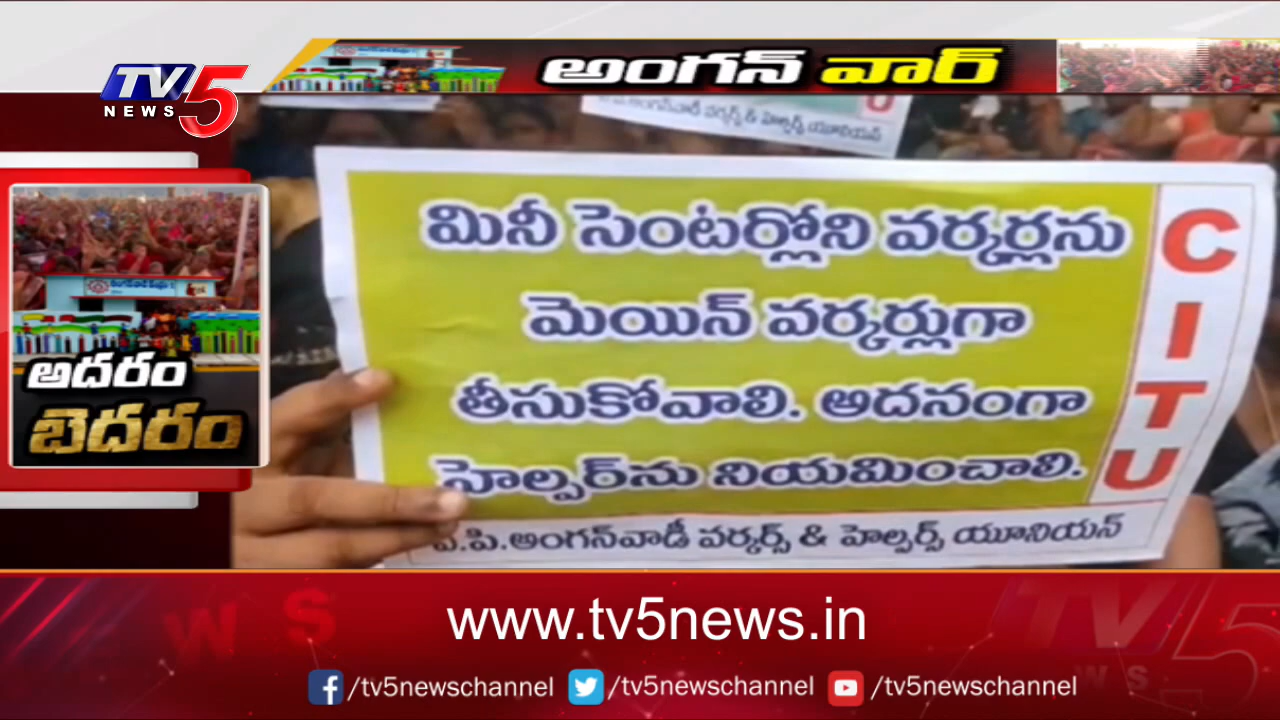 అంగన్ వార్
TV5
NEWS
మినీ సెంటర్లోని వర్కర్లను
మెయిన్ వర్కర్లుగా
తీసుకోవాలి. అదనంగా
హెల్పర్‌ను నియమించాలి.
CITU
పి.అంగన్‌వాడీ వర్కర్స్ & హెల్పర్స్ యూనియన్
అదరం
బెదరం
www.tv5news.in
/tv5newschannel
/tv5newschannel
/tv5newschannel